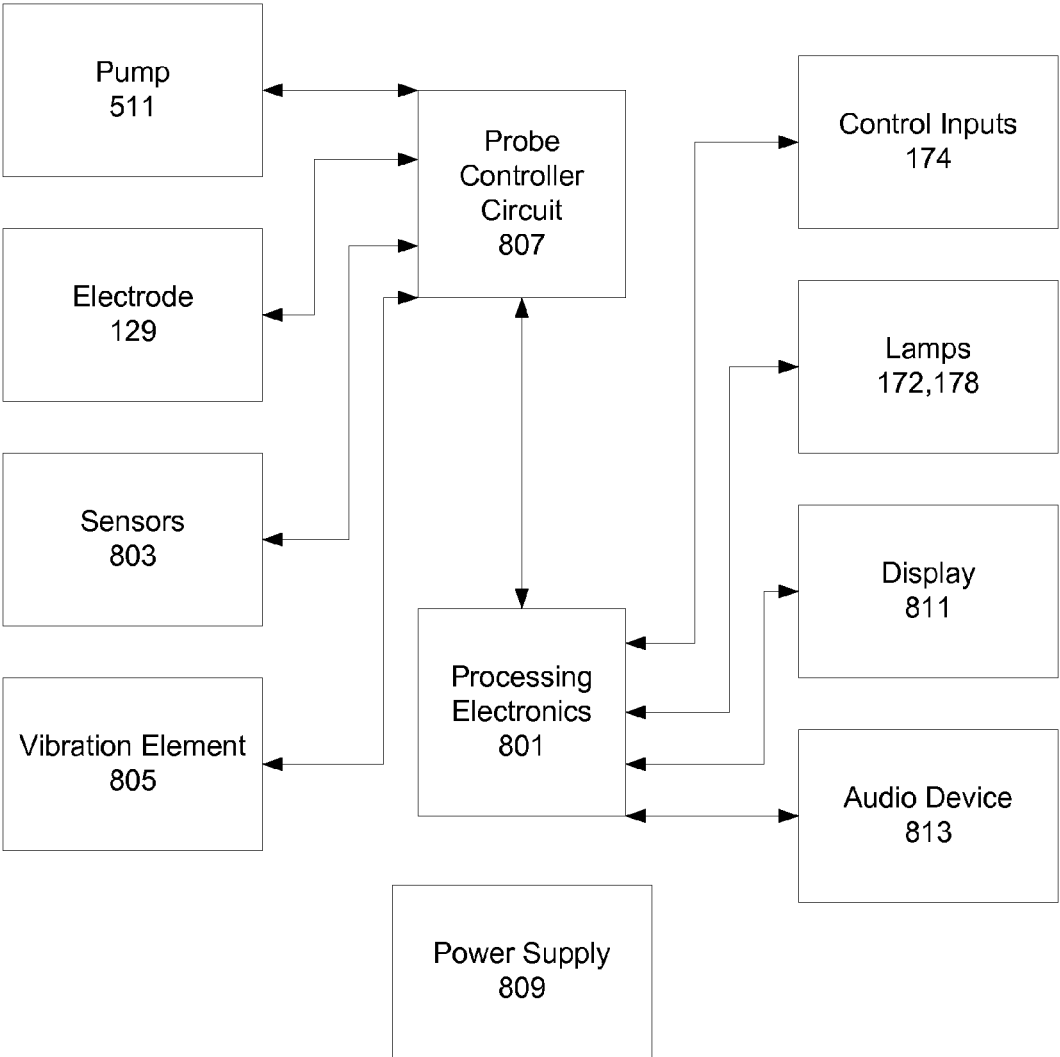 Pump
511
Electrode
129
Sensors
803
Vibration Element
805
Probe
Controller
Circuit
807
Processing
Electronics
801
Power Supply
809
Control Inputs
174
Lamps
172,178
Display
811
Audio Device
813